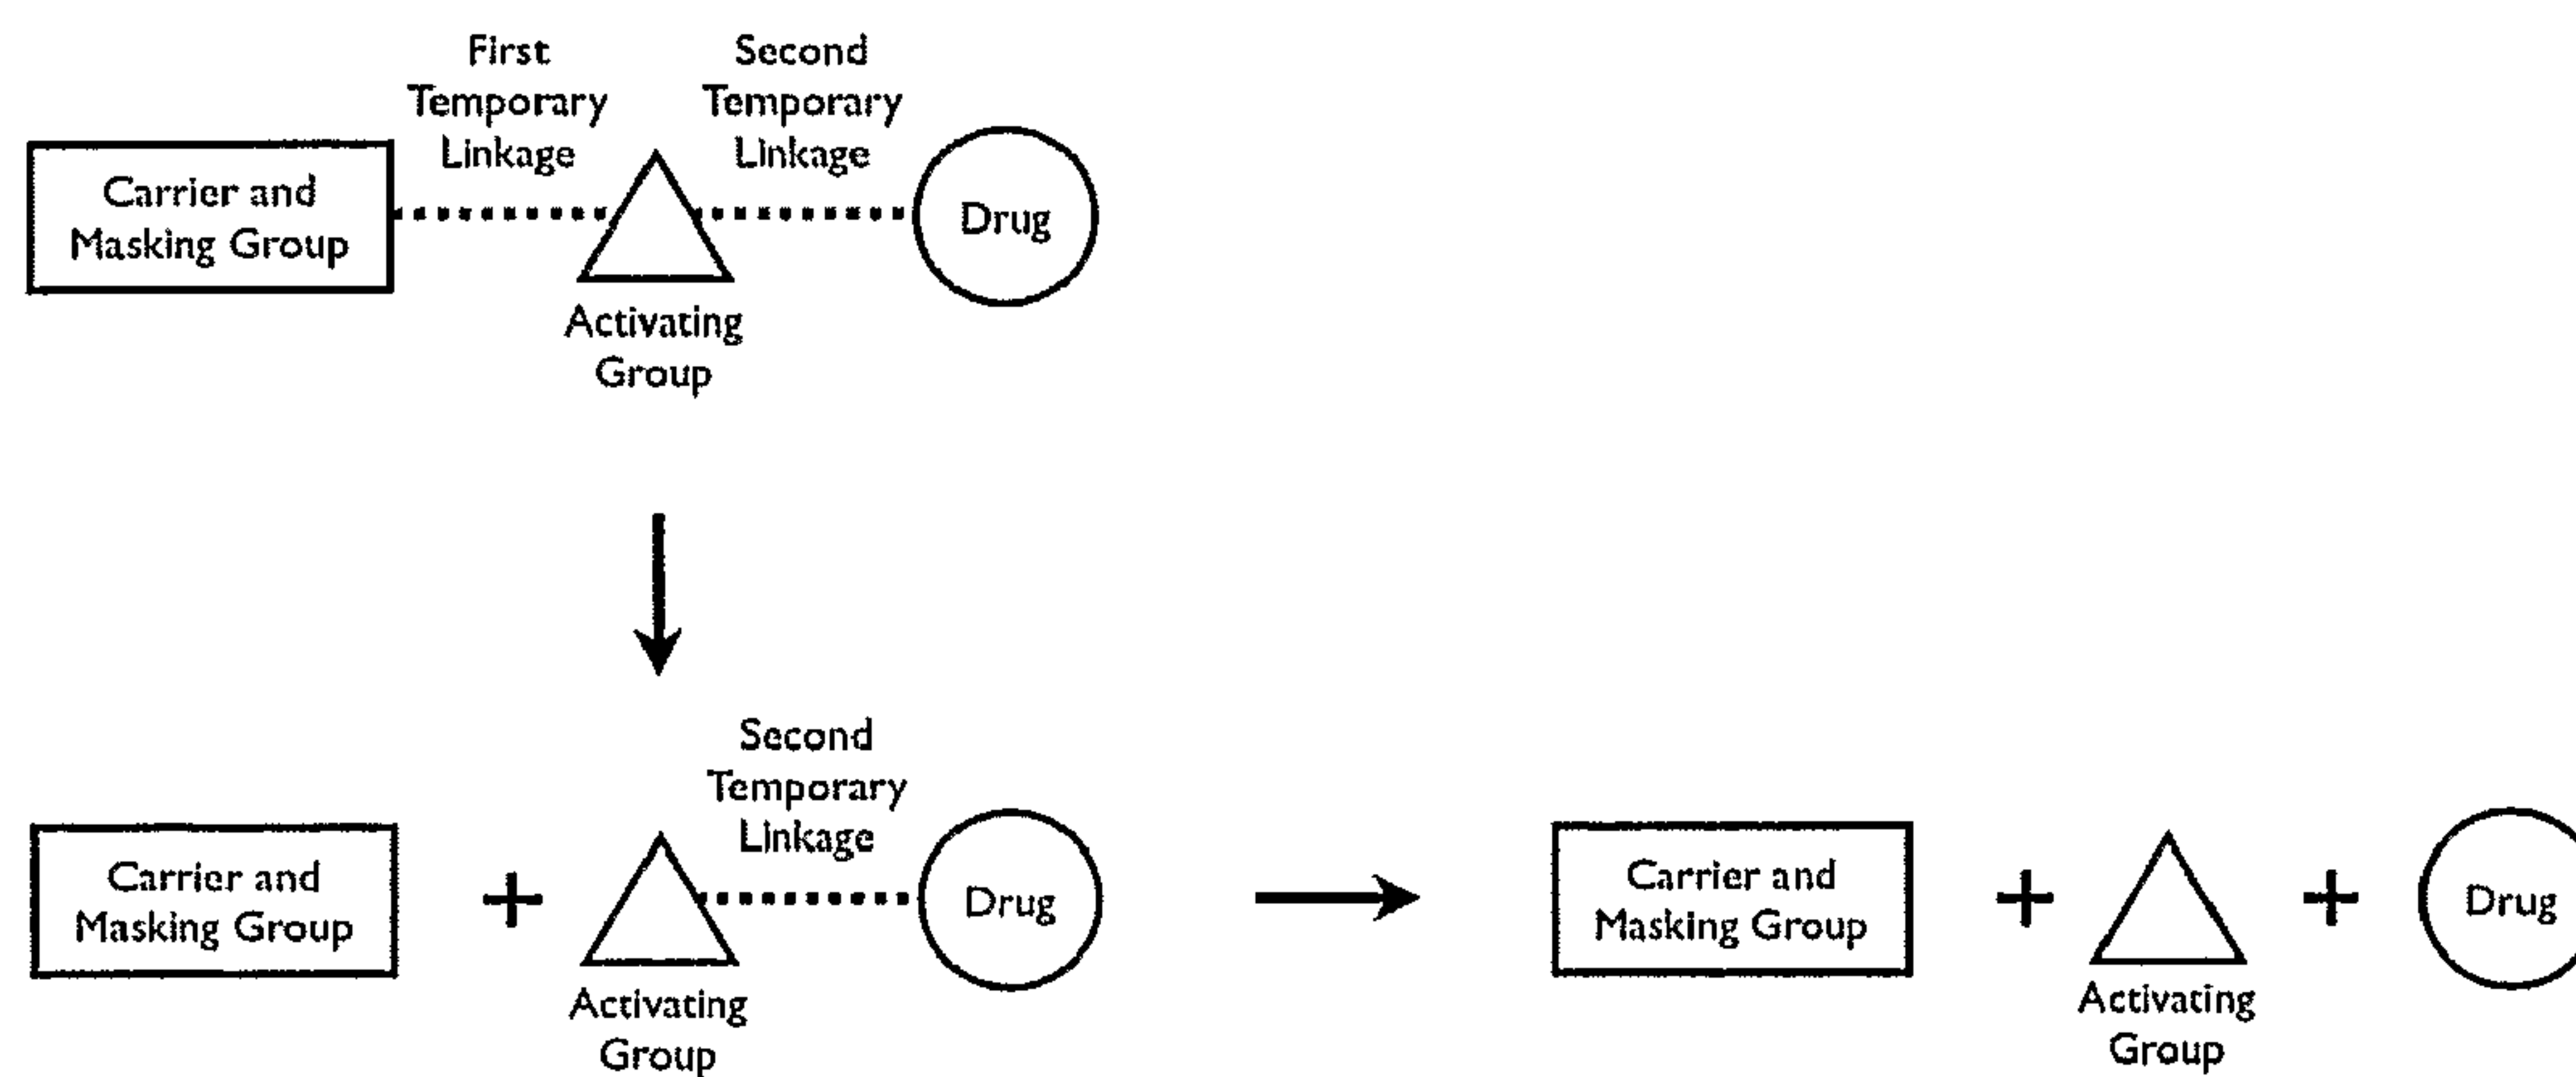 First
Temporary
Linkage
Second
Temporary
Linkage
Carrier and
Masking Group
Drug
Activating
Group
Second
Temporary
Linkage
Carrier and
Masking Group
+
Drug
Activating
Group
Carrier and
Masking Group
+
+
Drug
Activating
Group